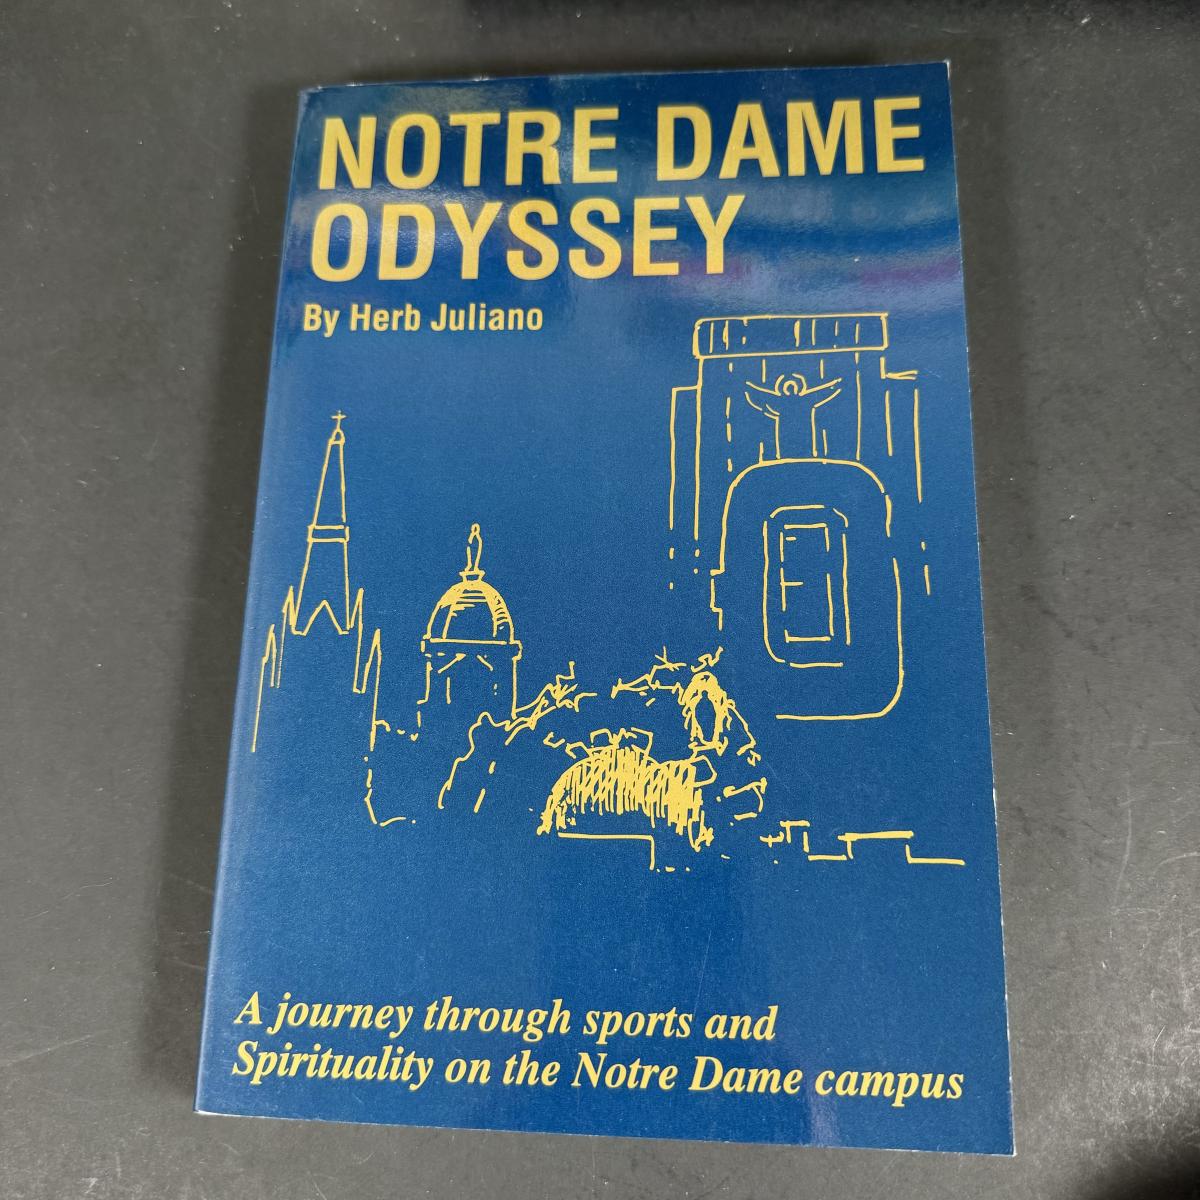 NOTRE DAME
ODYSSEY
By Herb Juliano
A journey through sports and
Spirituality on the Notre Dame campus